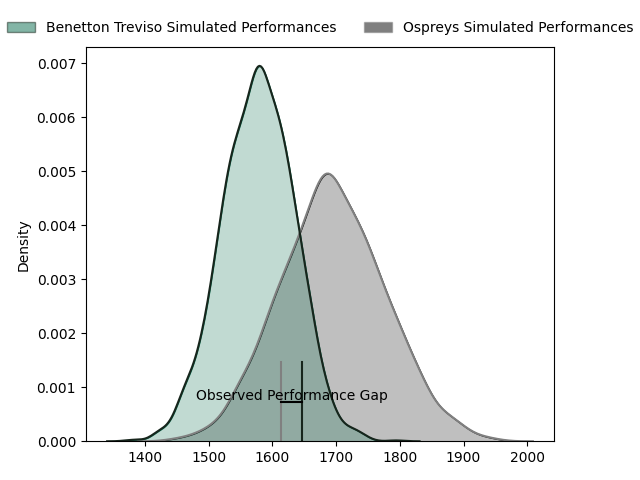 Benetton Treviso Simulated Performances
Ospreys Simulated Performances
0.007
0.006
0.005
0.004
0.003
0.002
0.001
0.000
Density
Observed Performance Gap
1400 1500 1600 1700 1800 1900 2000